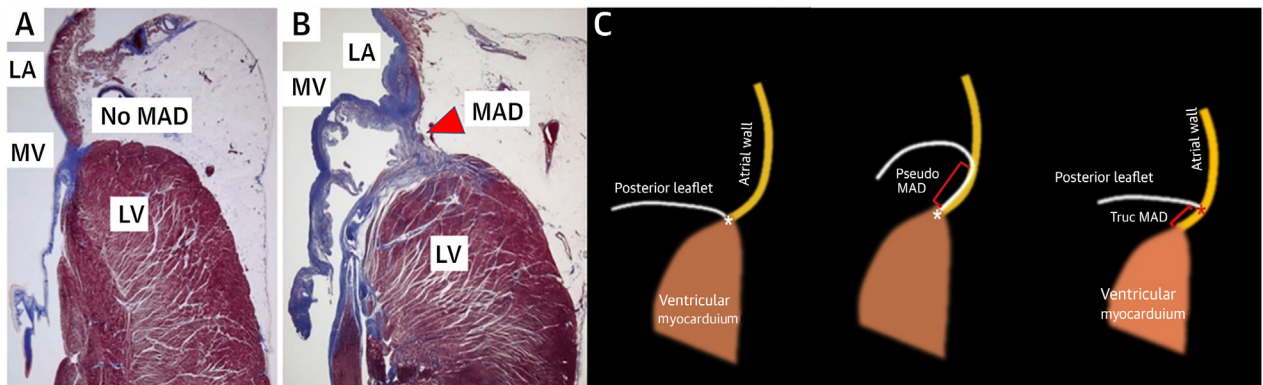 A
LA
No MAD
MV
LV
B
LA
MV
MAD
LV
C
Posterior leaflet
Atrial wall
*
Ventricular
myocarduium
Pseudo
MAD
*
Atrial wall
Posterior leaflet
*
Truc MAD
Ventricular
myocarduium